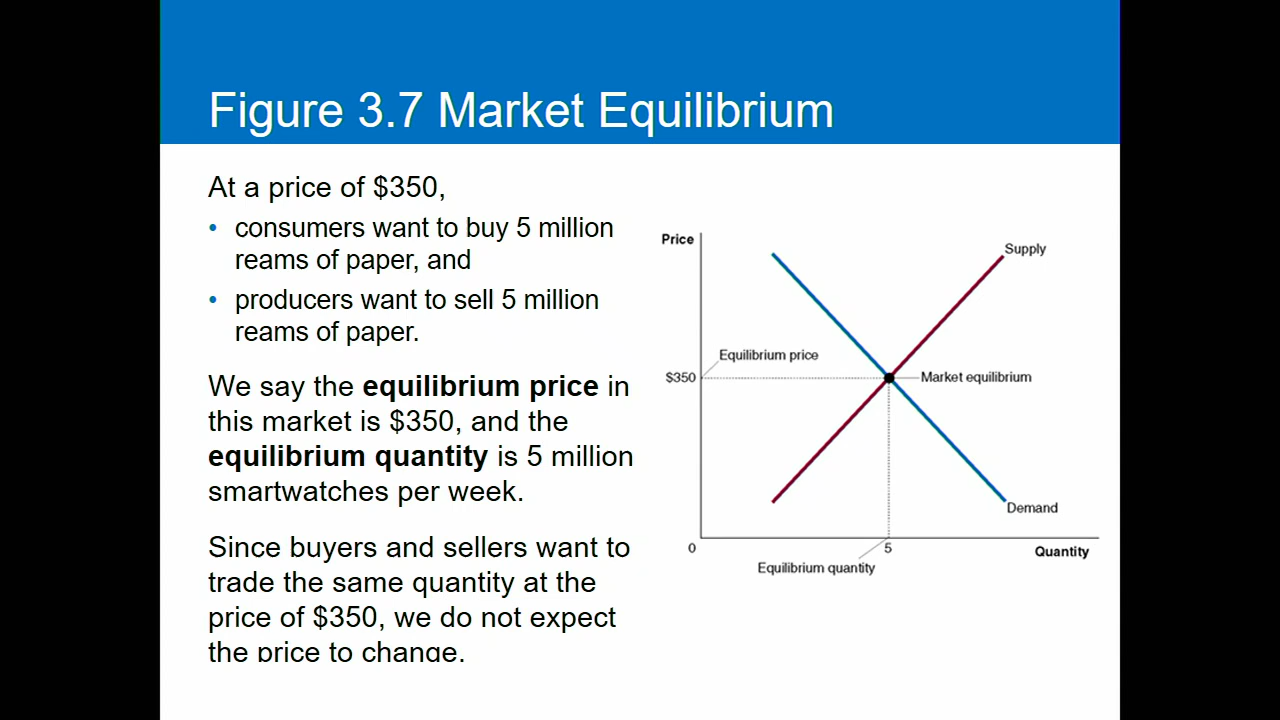 Figure 3.7 Market Equilibrium
At a price of $350,
• consumers want to buy 5 million
reams of paper, and
• producers want to sell 5 million
reams of paper.
We say the equilibrium price in
this market is $350, and the
equilibrium quantity is 5 million
smartwatches per week.
Since buyers and sellers want to
trade the same quantity at the
price of $350, we do not expect
the price to change.
Price
Supply
Equilibrium price
$350
Market equilibrium
Demand
0
5
Quantity
Equilibrium quantity